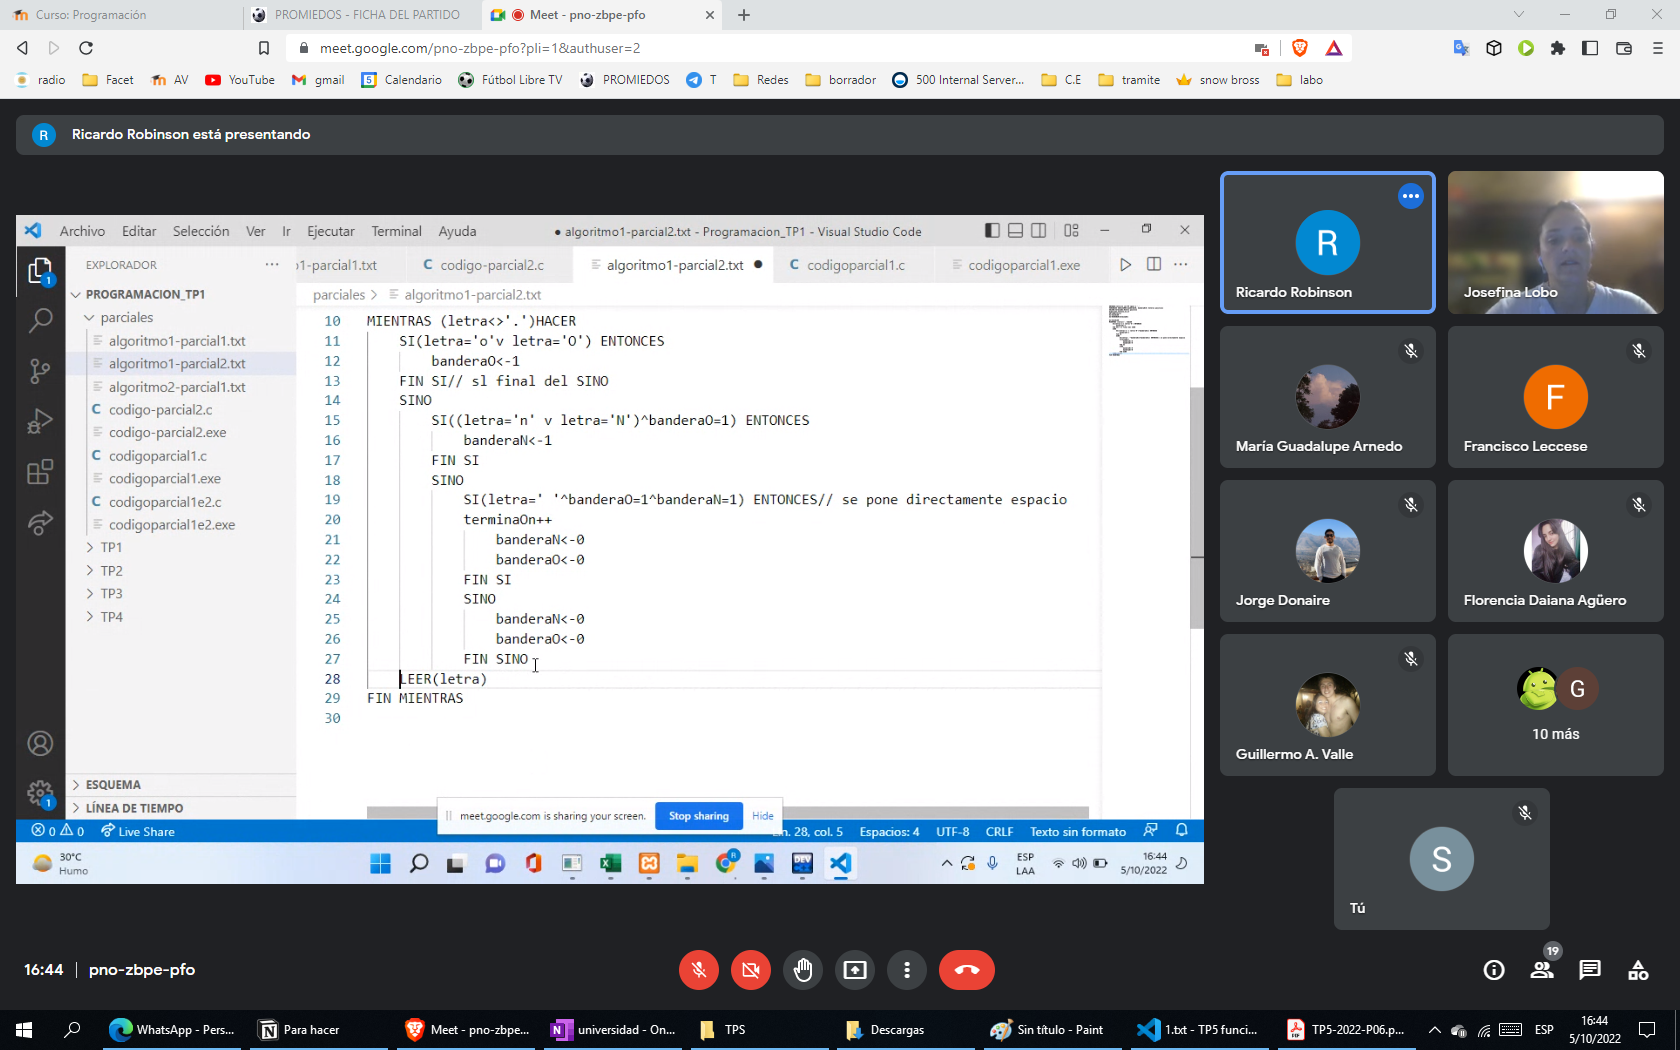 Curso: Programación
PROMIEDOS - FICHA DEL PARTIDO
Meet - pno-zbpe-pfo
meet.google.com/pno-zbpe-pfo?pli=1&authuser=2
radio
Facet
AV
YouTube
gmail
Calendario
Fútbol Libre TV
PROMIEDOS
T
Redes
borrador
500 Internal Server...
C.E
tramite
snow bross
labo
R
Ricardo Robinson está presentando
Archivo Editar Selección Ver Ir Ejecutar Terminal Ayuda
● algoritmo1-parcial2.txt - Programacion_TP1 - Visual Studio Code
EXPLORADOR
o1-parcial1.txt
C codigo-parcial2.c
algoritmo1-parcial2.txt
C codigoparcial1.c
codigoparcial1.exe
parciales > algoritmo1-parcial2.txt
PROGRAMACION_TP1
parciales
algoritmo1-parcial1.txt
algoritmo1-parcial2.txt
algoritmo2-parcial1.txt
C codigo-parcial2.c
codigo-parcial2.exe
C codigoparcial1.c
codigoparcial1.exe
C codigoparcial1e2.c
codigoparcial1e2.exe
TP1
TP2
TP3
TP4
ESQUEMA
LÍNEA DE TIEMPO
1
1
10 MIENTRAS (letra<>'.')HACER
11 SI(letra='o'v letra='O') ENTONCES
12 banderaO<-1
13 FIN SI// sl final del SINO
14 SINO
15 SI((letra='n' v letra='N')^banderaO=1) ENTONCES
16 banderaN<-1
17 FIN SI
18 SINO
19 SI(letra=' '^banderaO=1^banderaN=1) ENTONCES// se pone directamente espacio
20 terminaOn++
21 banderaN<-0
22 banderaO<-0
23 FIN SI
24 SINO
25 banderaN<-0
26 banderaO<-0
27 FIN SINO
28 LEER(letra)
29 FIN MIENTRAS
30
meet.google.com is sharing your screen.
Stop sharing
Hide
0 0
Live Share
Ln. 28, col. 5
Espacios: 4
UTF-8
CRLF
Texto sin formato
30°C
Humo
R
DEV
ESP
LAA
16:44
5/10/2022
R
Ricardo Robinson
Josefina Lobo
María Guadalupe Arnedo
F
Francisco Leccese
Jorge Donaire
Florencia Daiana Agüero
Guillermo A. Valle
G
10 más
S
Tú
16:44 | pno-zbpe-pfo
19
WhatsApp - Pers...
Para hacer
Meet - pno-zbpe...
universidad - On...
TPS
Descargas
Sin título - Paint
1.txt - TP5 funci...
TP5-2022-P06.p...
ESP
16:44
5/10/2022